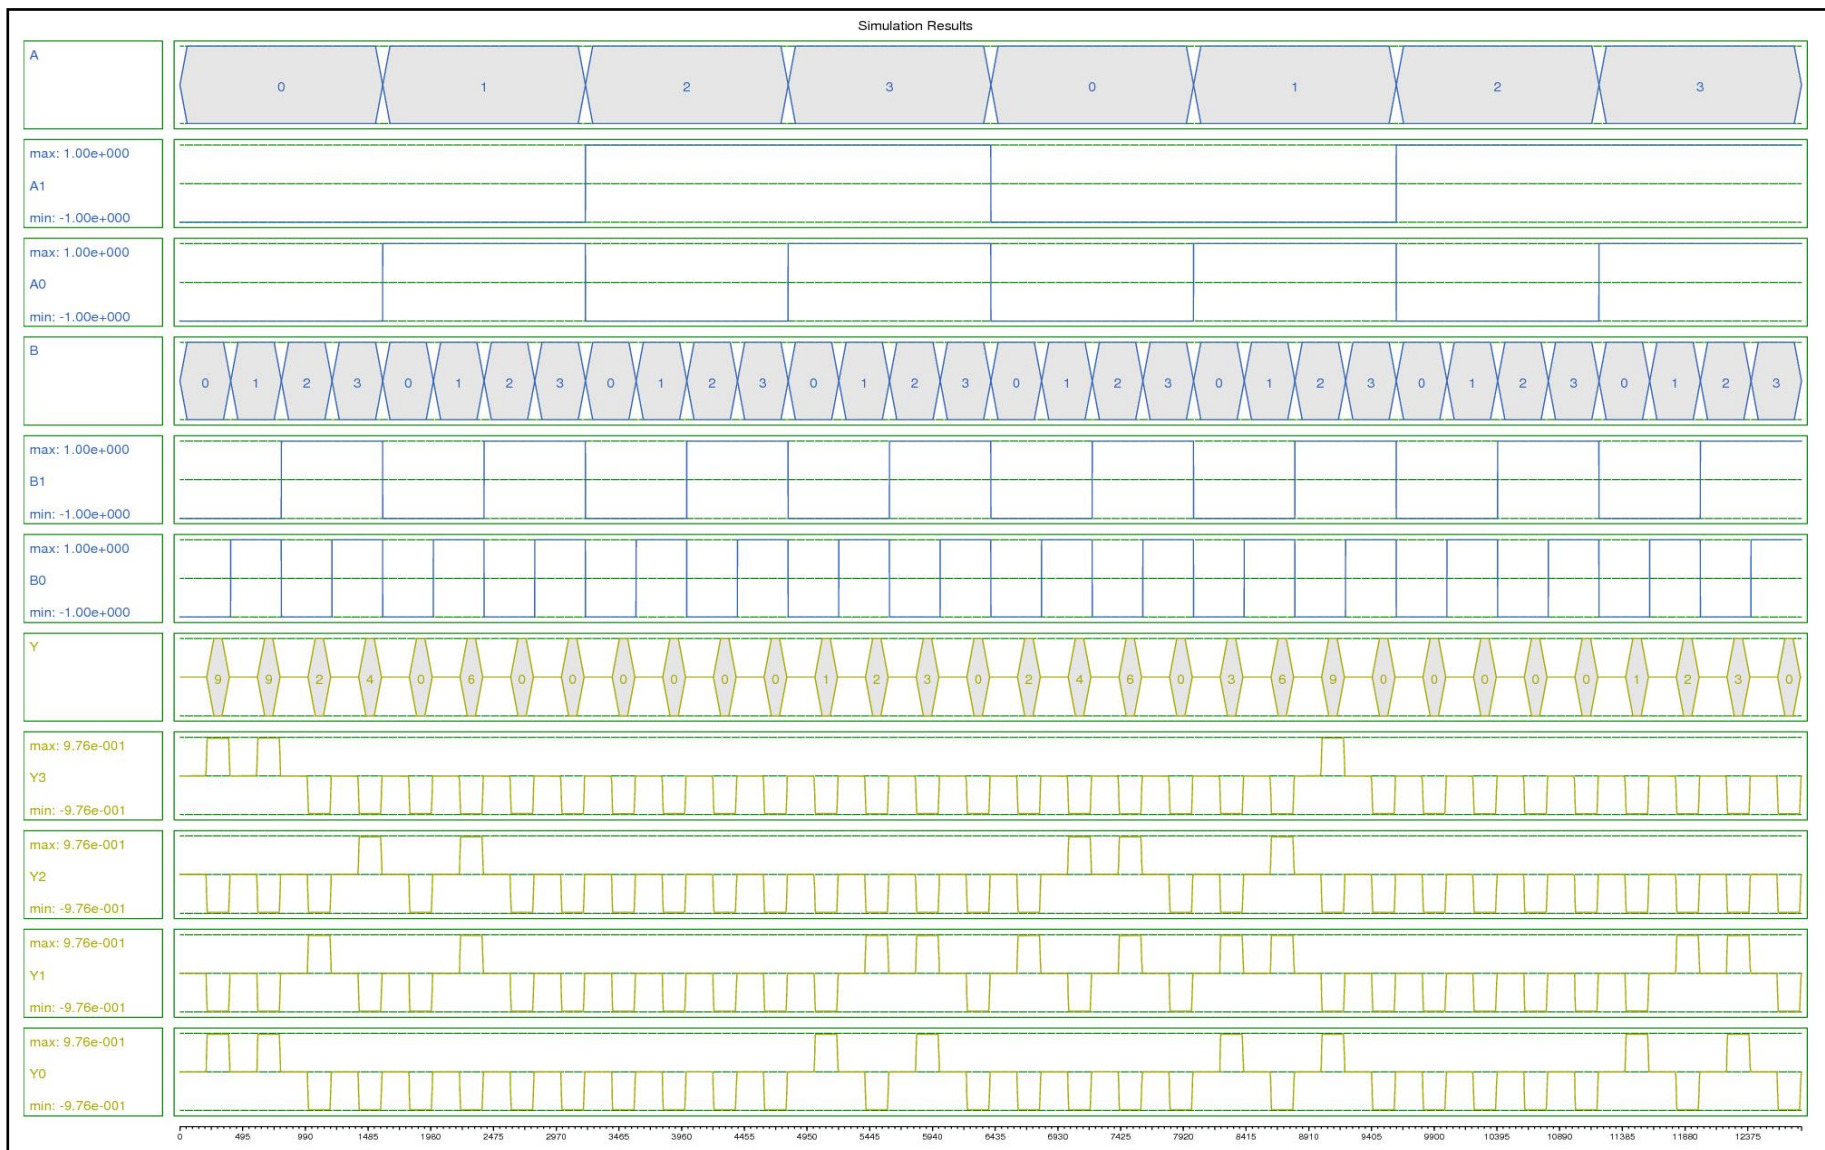 Simulation Results
A
0 1 2 3 0 1 2 3
max: 1.00e+000
A1
min: -1.00e+000
max: 1.00e+000
A0
min: -1.00e+000
B
0 1 2 3 0 1 2 3 0 1 2 3 0 1 2 3 0 1 2 3 0 1 2 3 0 1 2 3 0 1 2 3
max: 1.00e+000
B1
min: -1.00e+000
max: 1.00e+000
B0
min: -1.00e+000
Y
9 9 2 4 0 6 0 0 0 0 0 0 1 2 3 0 2 4 6 0 3 6 9 0 0 0 0 0 1 2 3 0
max: 9.76e-001
Y3
min: -9.76e-001
max: 9.76e-001
Y2
min: -9.76e-001
max: 9.76e-001
Y1
min: -9.76e-001
max: 9.76e-001
Y0
min: -9.76e-001
0 495 990 1485 1980 2475 2970 3465 3960 4455 4950 5445 5940 6435 6930 7425 7920 8415 8910 9405 9900 10395 10890 11385 11880 12375